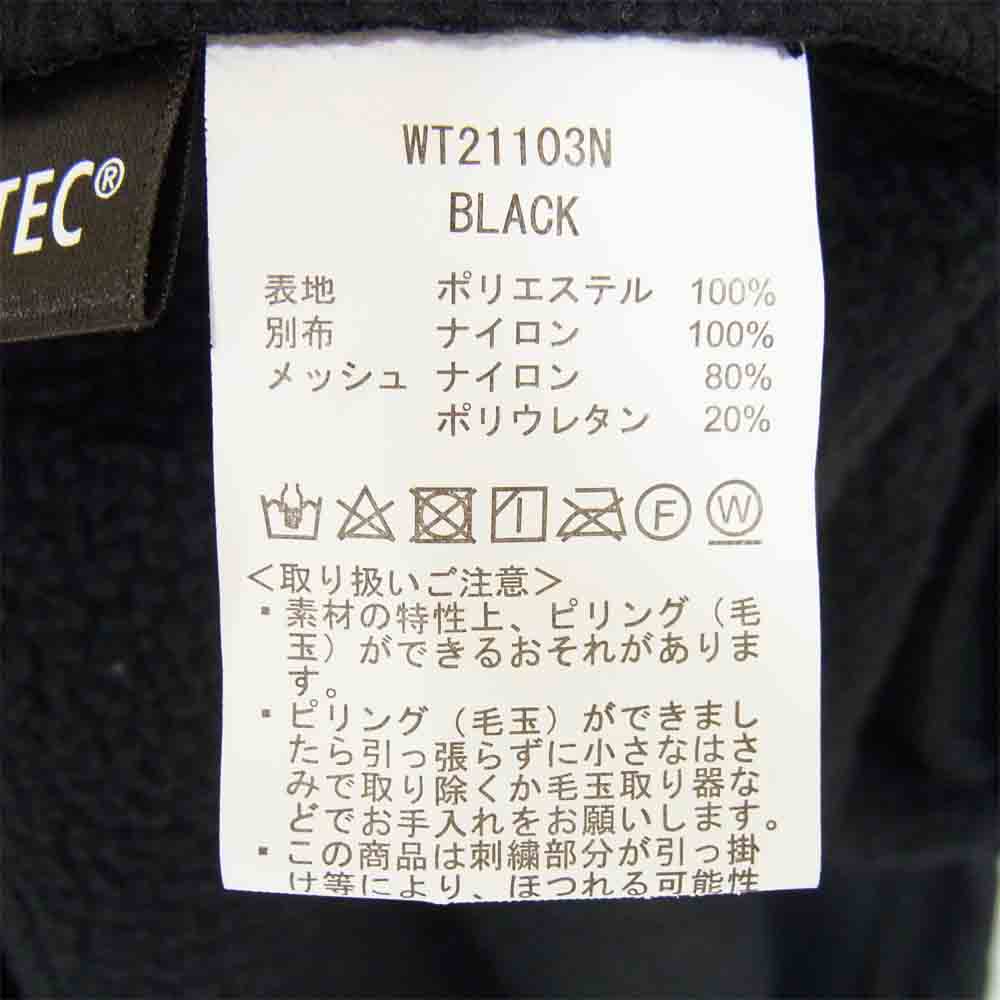 TEC®
WT21103N
BLACK
表地 ポリエステル 100%
別布 ナイロン 100%
メッシュ ナイロン 80%
ポリウレタン 20%
F W
<取り扱いご注意>
・素材の特性上、ピリング(毛
玉)ができるおそれがありま
す。
・ピリング(毛玉)ができまし
たら引っ張らずに小さなはさ
みで取り除くか毛玉取り器な
どでお手入れをお願いします。
・この商品は刺繍部分が引っ掛
け等により、ほつれる可能性